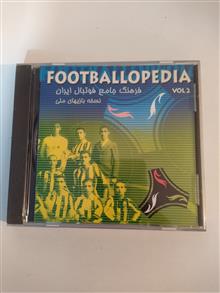 FOOTBALLOPEDIA
فرهنگ جامع فوتبال ایران
VOL 2
نسخه بازیهای ملی